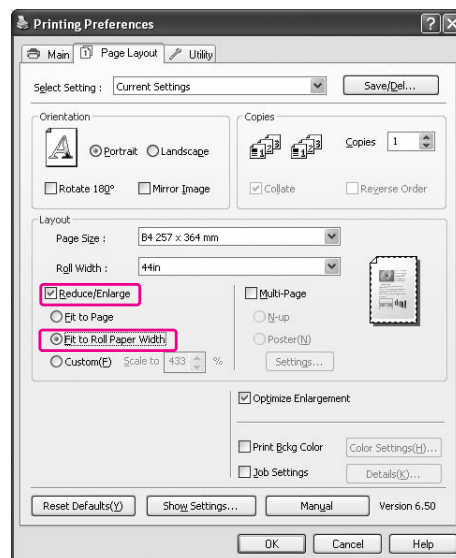 Printing Preferences
Main Page Layout Utility
Select Setting : Current Settings Save/Del...
Orientation
Portrait Landscape
Rotate 180° Mirror Image
Copies
Copies 1
Collate Reverse Order
Layout
Page Size : B4 257 x 364 mm
Roll Width : 44in
Reduce/Enlarge
Fit to Page
Fit to Roll Paper Width
Custom(E) Scale to 433 %
Multi-Page
N-up
Poster(N)
Settings...
Optimize Enlargement
Print Bckg Color Color Settings(H)...
Job Settings Details(K)...
Reset Defaults(Y) Show Settings... Manual Version 6.50
OK Cancel Help